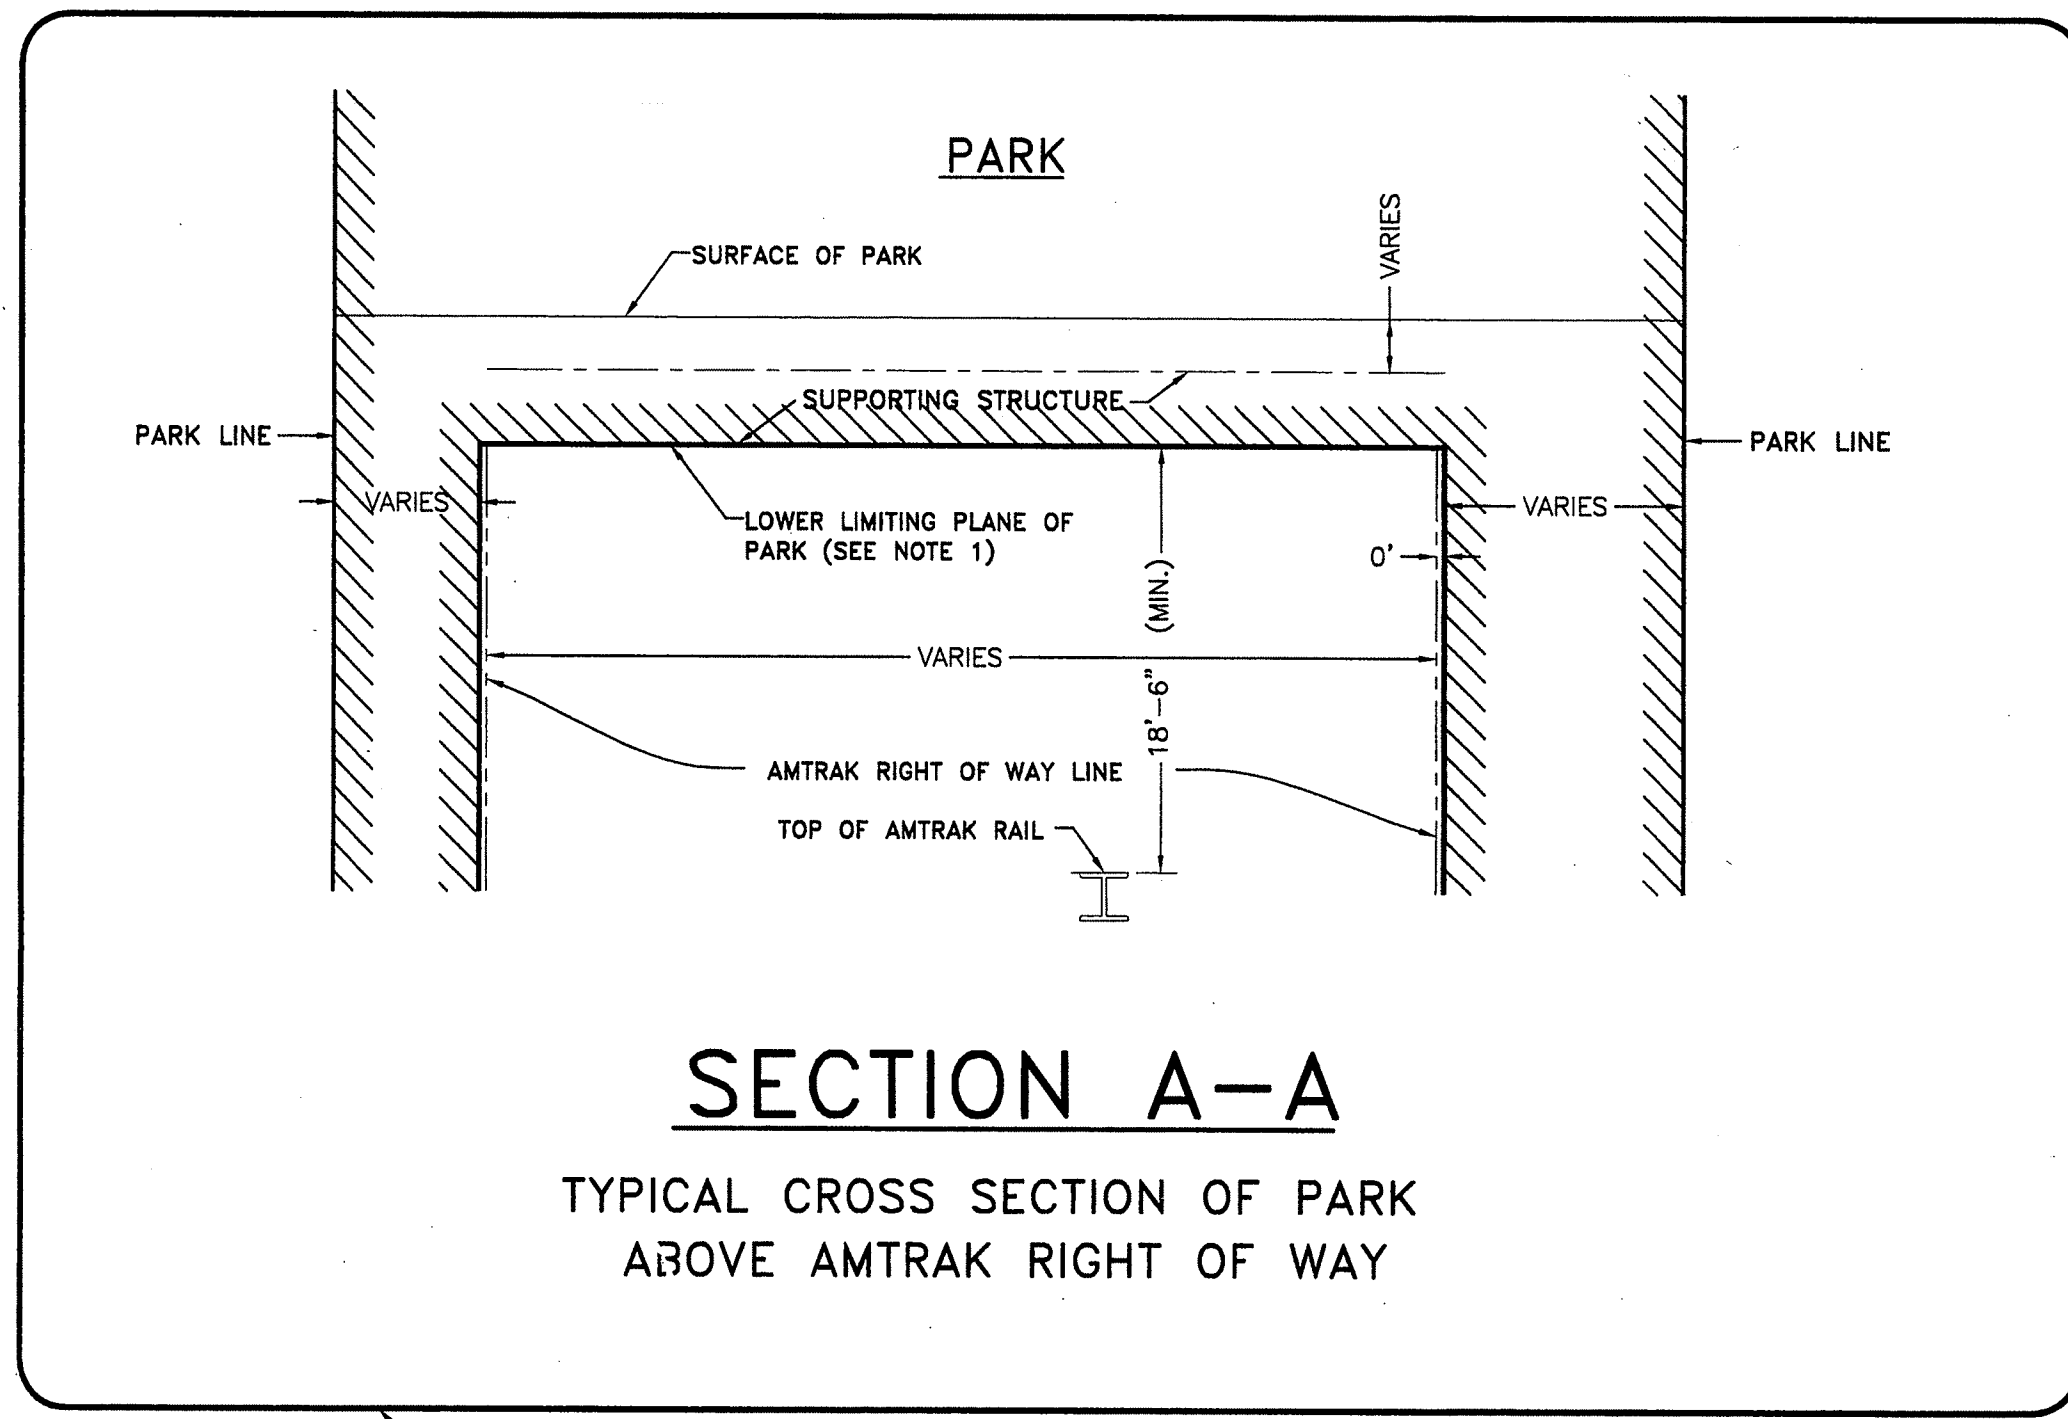 PARK
VARIES
SURFACE OF PARK
SUPPORTING STRUCTURE
PARK LINE
PARK LINE
VARIES
VARIES
LOWER LIMITING PLANE OF
PARK (SEE NOTE 1)
0'
18'-6" (MIN.)
VARIES
AMTRAK RIGHT OF WAY LINE
TOP OF AMTRAK RAIL
SECTION A-A
TYPICAL CROSS SECTION OF PARK
ABOVE AMTRAK RIGHT OF WAY